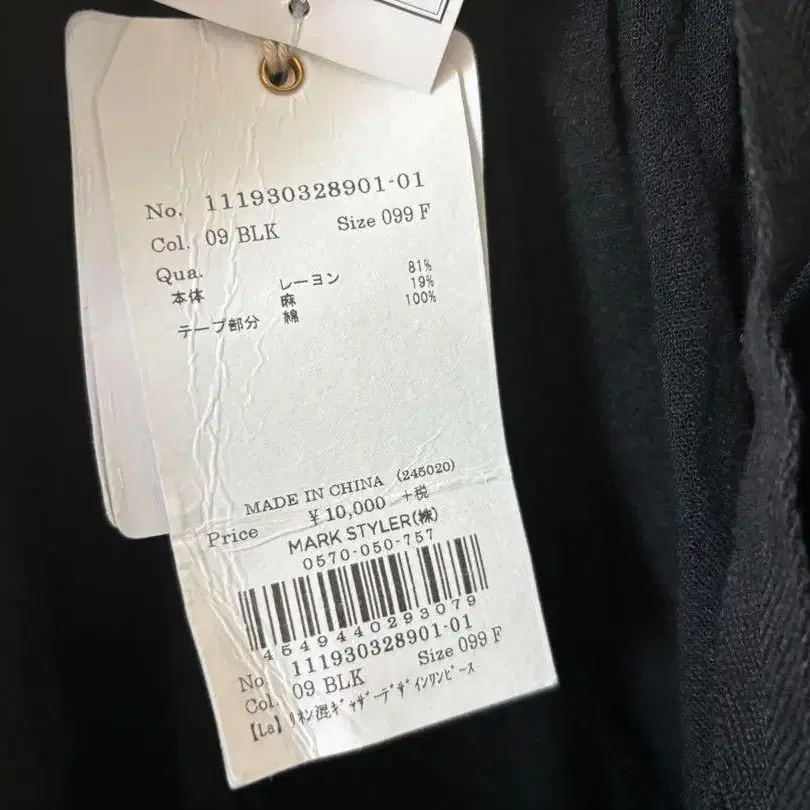 No. 111930328901-01
Col. 09 BLK Size 099 F
Qua.
本体 レーヨン 81%
麻 19%
テープ部分 綿 100%
MADE IN CHINA (245020)
Price ¥10,000 +税
MARK STYLER(株)
0570-050-757
4549440293079
No. 111930328901-01
Col. 09 BLK Size 099 F
【La】ﾘﾈﾝ混ｷﾞｬｻﾞｰﾃﾞｻﾞｲﾝﾜﾝﾋﾟｰｽ